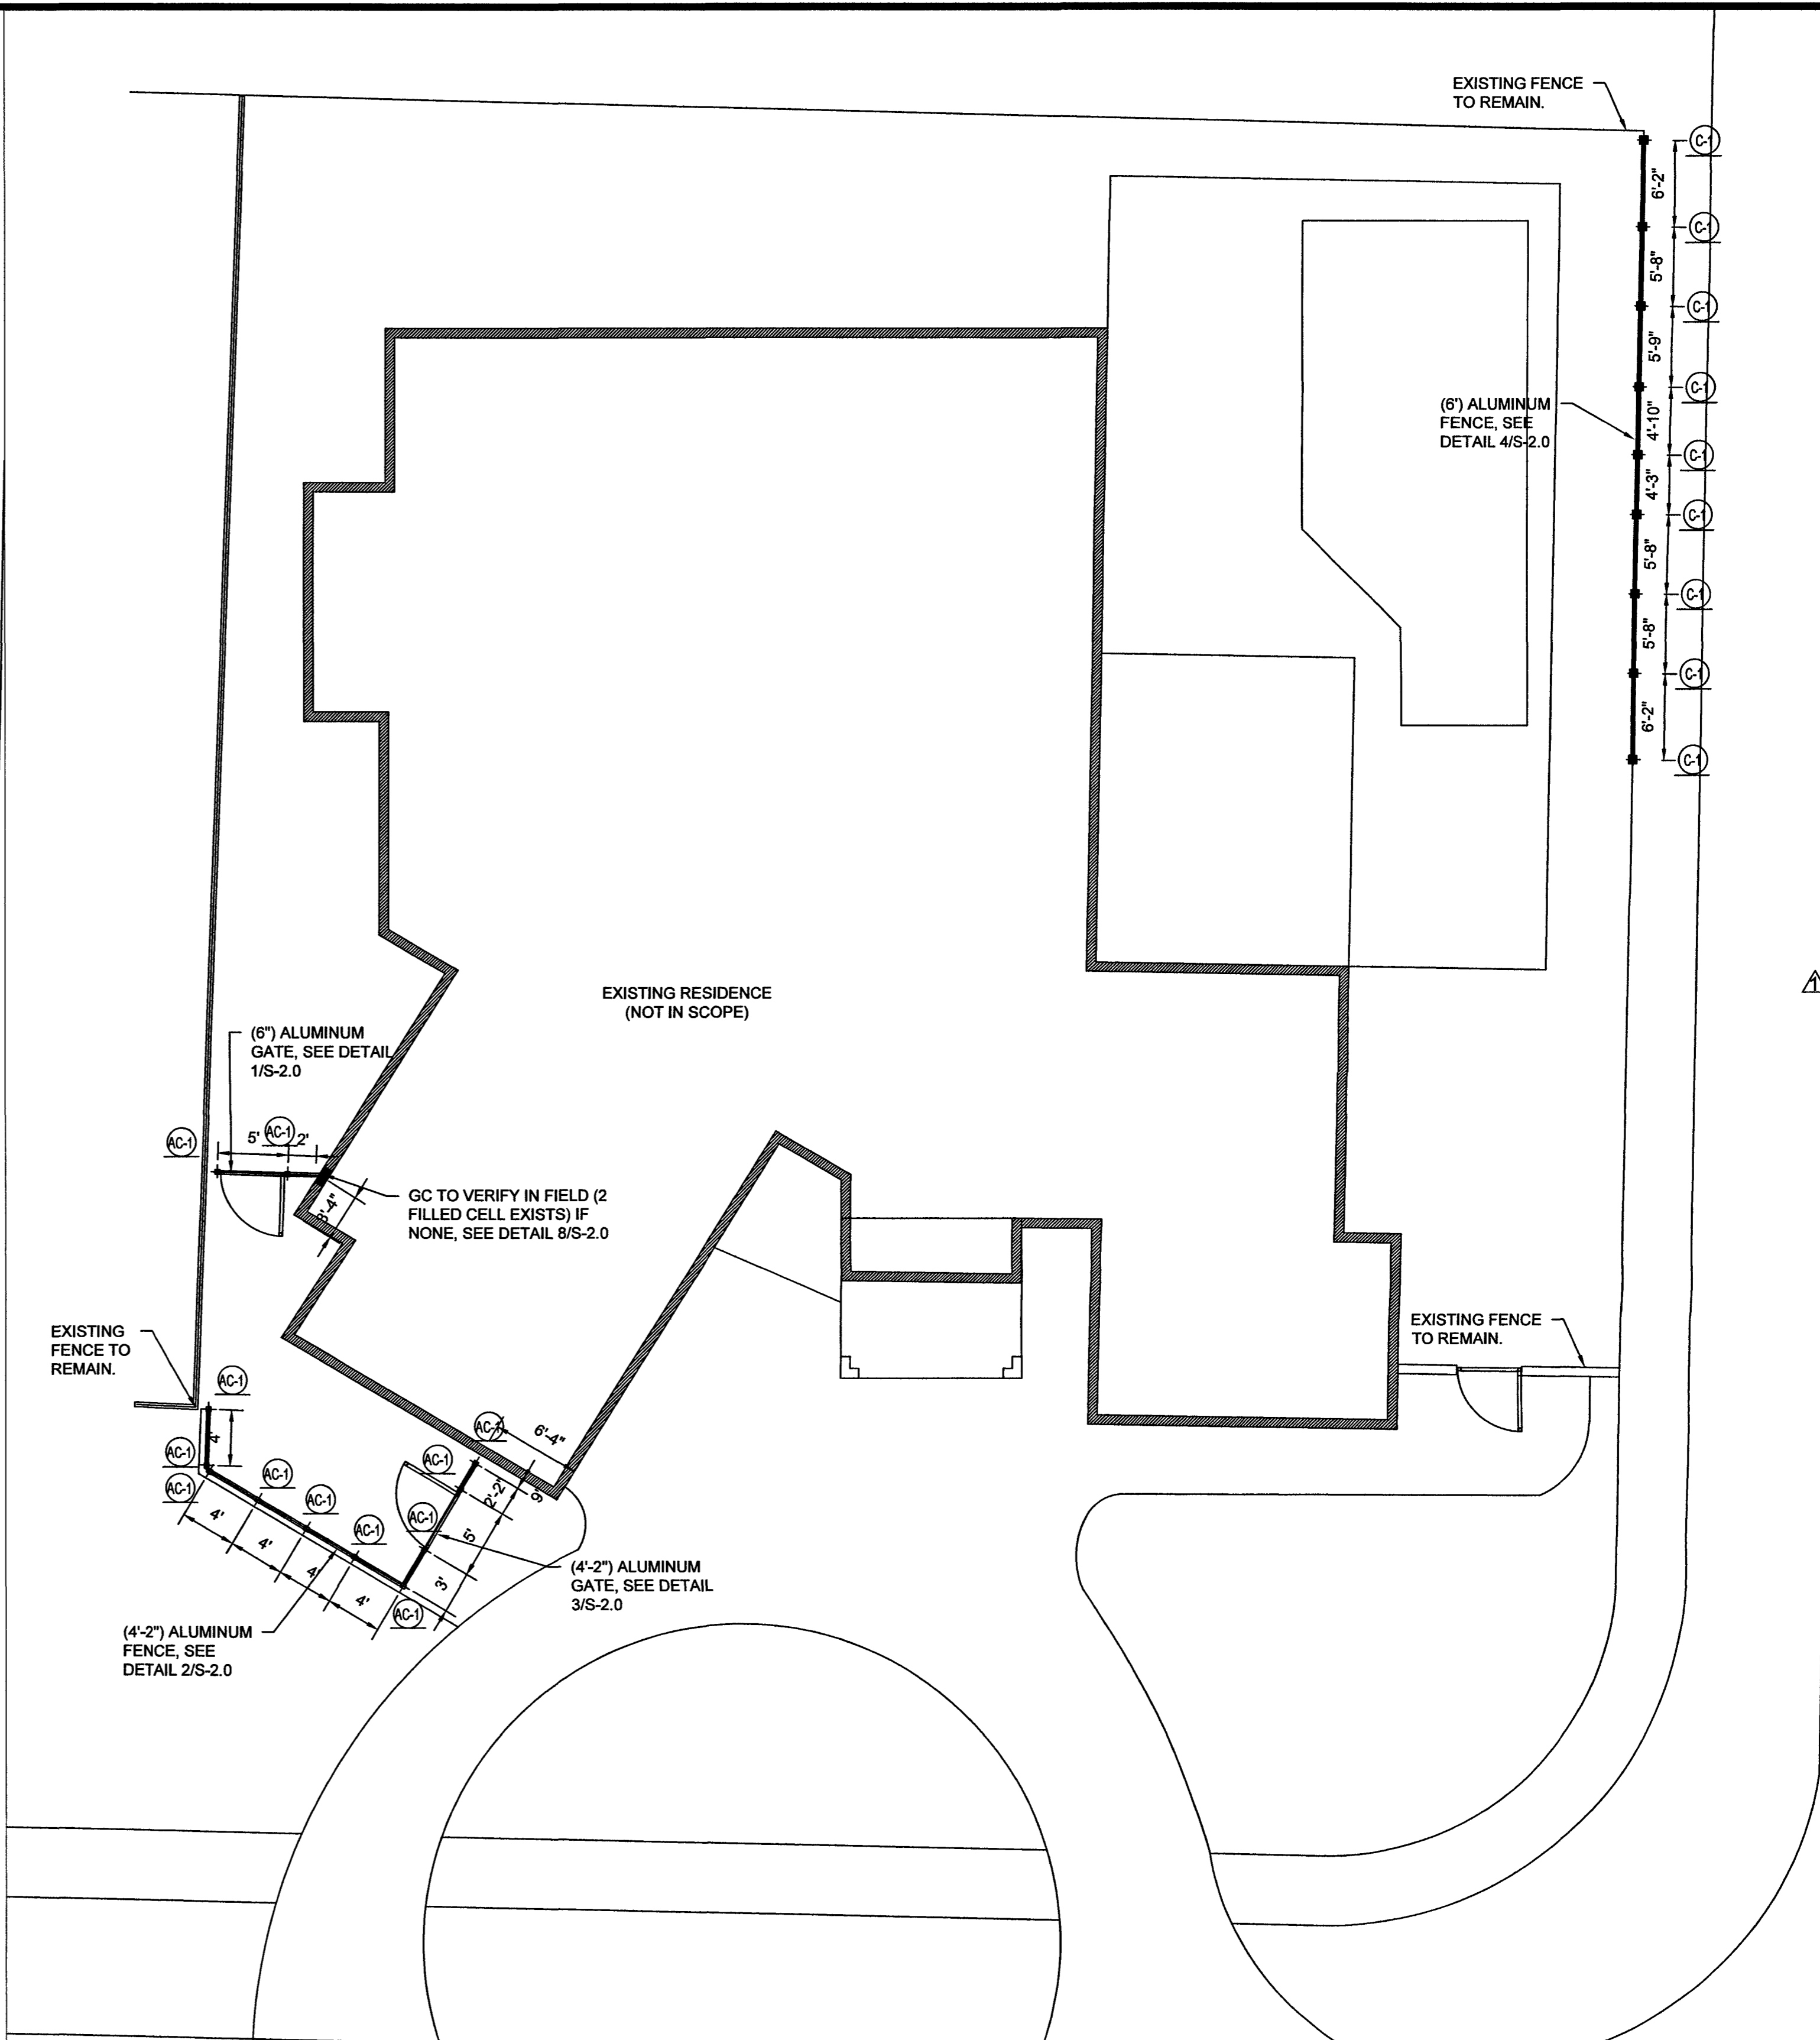 EXISTING FENCE
TO REMAIN.
C-1
6'-2"
C-1
5'-8"
C-1
5'-9"
C-1
(6') ALUMINUM
FENCE, SEE
DETAIL 4/S-2.0
4'-10"
C-1
4'-3"
C-1
5'-8"
C-1
5'-8"
C-1
6'-2"
C-1
1
EXISTING RESIDENCE
(NOT IN SCOPE)
(6") ALUMINUM
GATE, SEE DETAIL
1/S-2.0
AC-1
5'
AC-1
2'
GC TO VERIFY IN FIELD (2
FILLED CELL EXISTS) IF
NONE, SEE DETAIL 8/S-2.0
EXISTING
FENCE TO
REMAIN.
EXISTING FENCE
TO REMAIN.
AC-1
4'
AC-1
AC-1
AC-1
AC-1
AC-1
AC-1
AC-1
AC-1
AC-1
6'-4"
2'-2"
9"
5'
3'
4'
4'
4'
4'
(4'-2") ALUMINUM
GATE, SEE DETAIL
3/S-2.0
(4'-2") ALUMINUM
FENCE, SEE
DETAIL 2/S-2.0